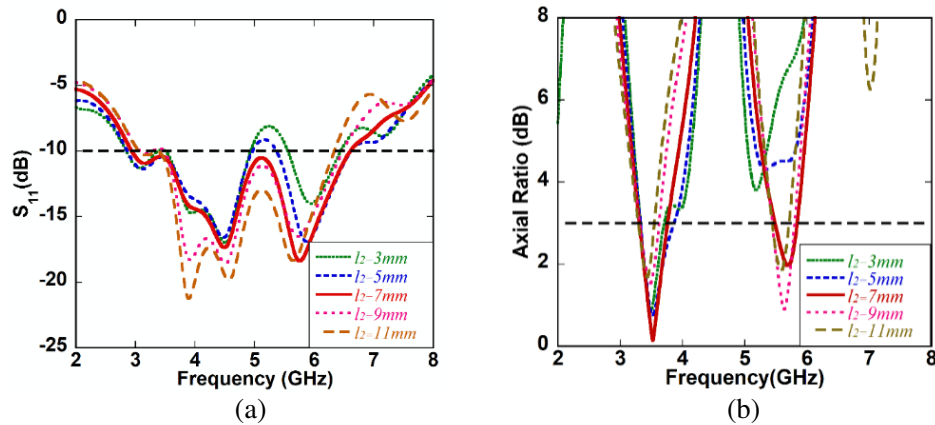 0
-5
-10
-15
-20
-25
S11(dB)
2 3 4 5 6 7 8
Frequency (GHz)
l2=3mm
l2=5mm
l2=7mm
l2=9mm
l2=11mm
(a)
8
6
4
2
0
Axial Ratio (dB)
2 3 4 5 6 7 8
Frequency(GHz)
l2=3mm
l2=5mm
l2=7mm
l2=9mm
l2=11mm
(b)